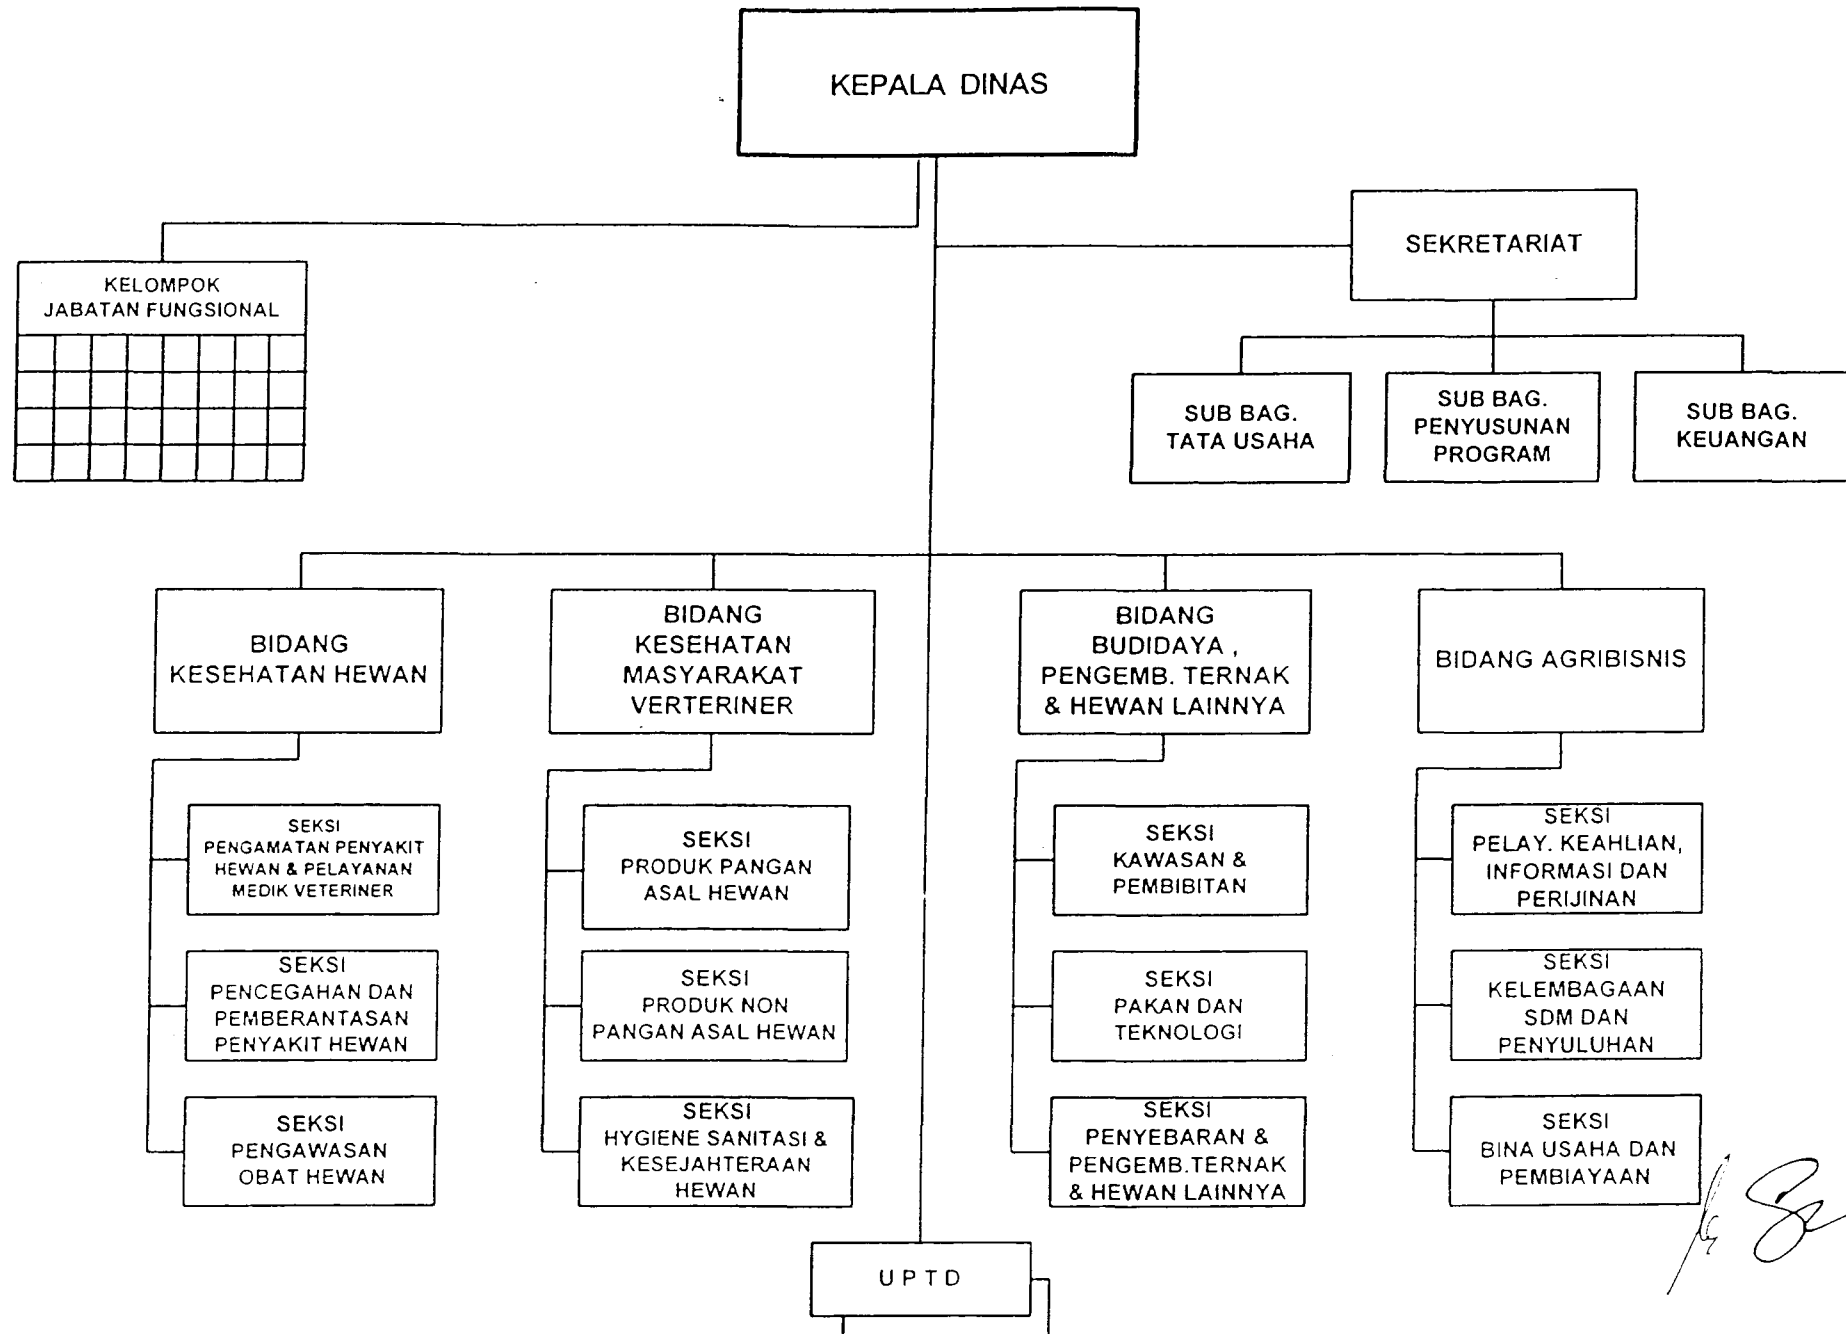 KEPALA DINAS
SEKRETARIAT
KELOMPOK
JABATAN FUNGSIONAL
SUB BAG.
TATA USAHA
SUB BAG.
PENYUSUNAN
PROGRAM
SUB BAG.
KEUANGAN
BIDANG
KESEHATAN HEWAN
BIDANG
KESEHATAN
MASYARAKAT
VERTERINER
BIDANG
BUDIDAYA ,
PENGEMB. TERNAK
& HEWAN LAINNYA
BIDANG AGRIBISNIS
SEKSI
PENGAMATAN PENYAKIT
HEWAN & PELAYANAN
MEDIK VETERINER
SEKSI
PRODUK PANGAN
ASAL HEWAN
SEKSI
KAWASAN &
PEMBIBITAN
SEKSI
PELAY. KEAHLIAN,
INFORMASI DAN
PERIJINAN
SEKSI
PENCEGAHAN DAN
PEMBERANTASAN
PENYAKIT HEWAN
SEKSI
PRODUK NON
PANGAN ASAL HEWAN
SEKSI
PAKAN DAN
TEKNOLOGI
SEKSI
KELEMBAGAAN
SDM DAN
PENYULUHAN
SEKSI
PENGAWASAN
OBAT HEWAN
SEKSI
HYGIENE SANITASI &
KESEJAHTERAAN
HEWAN
SEKSI
PENYEBARAN &
PENGEMB.TERNAK
& HEWAN LAINNYA
SEKSI
BINA USAHA DAN
PEMBIAYAAN
U P T D